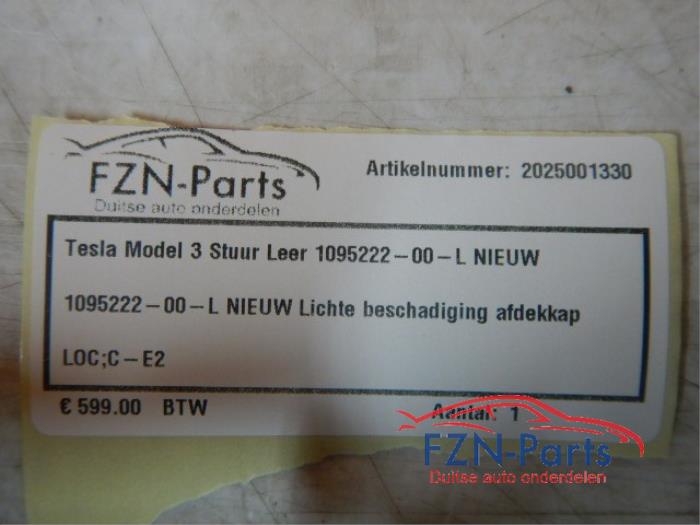 FZN-Parts
Duitse auto onderdelen
Artikelnummer: 2025001330
Tesla Model 3 Stuur Leer 1095222-00-L NIEUW
1095222-00-L NIEUW Lichte beschadiging afdekkap
LOC;C-E2
€ 599.00 BTW
Aantal: 1
FZN-Parts
Duitse auto onderdelen